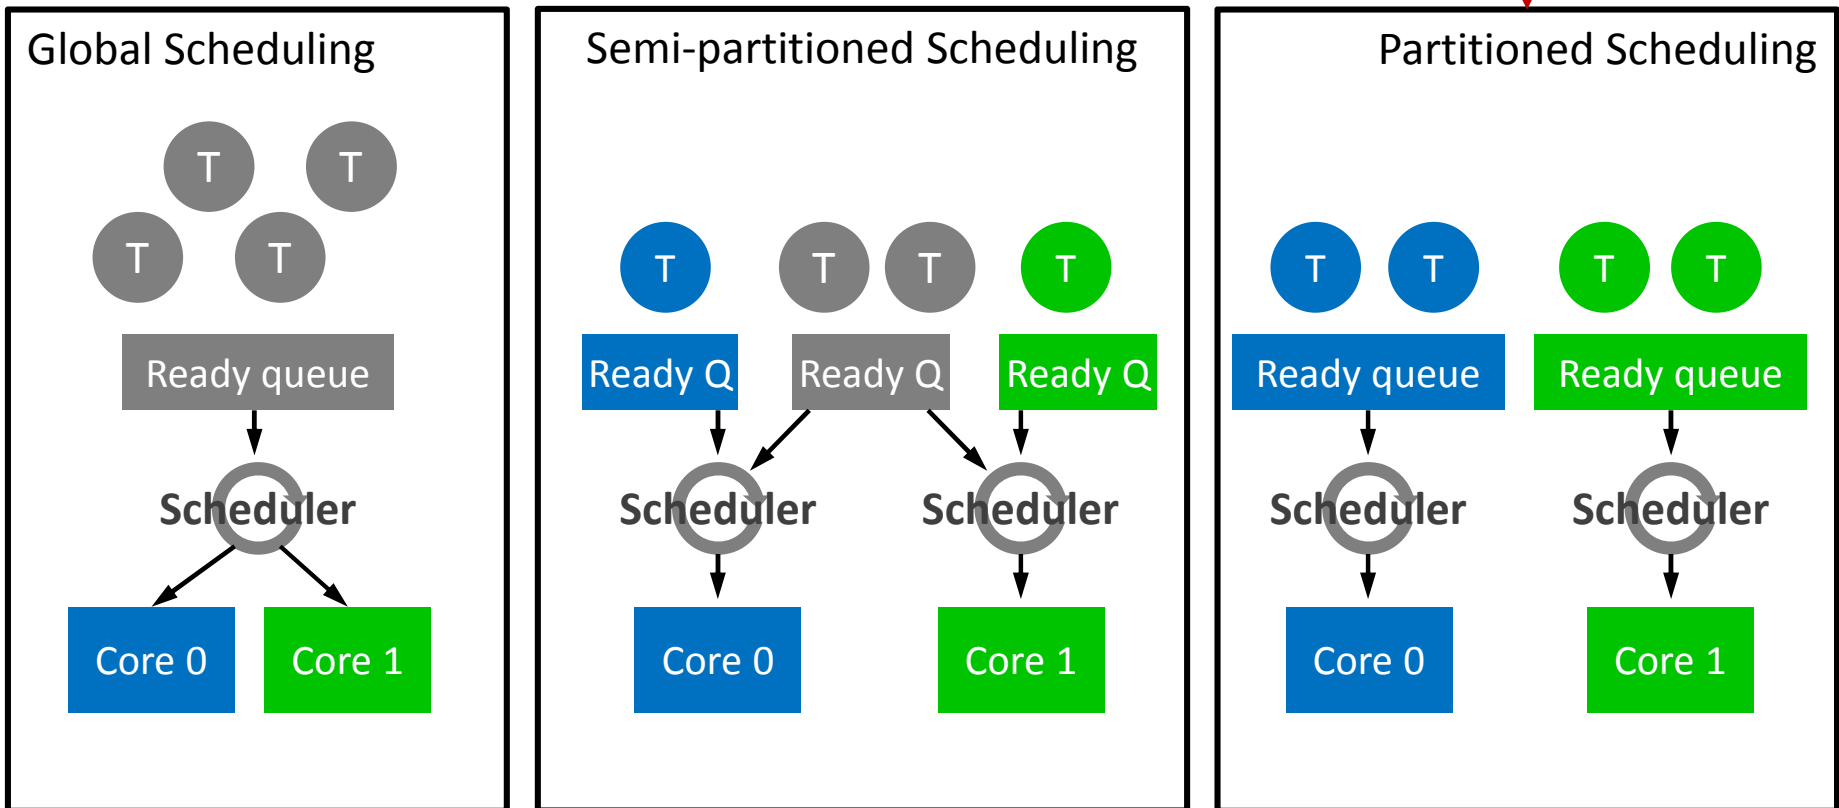 Global Scheduling
T T
T T
Ready queue
Scheduler
Core 0 Core 1
Semi-partitioned Scheduling
T T T T
Ready Q Ready Q Ready Q
Scheduler Scheduler
Core 0 Core 1
Partitioned Scheduling
T T T T
Ready queue Ready queue
Scheduler Scheduler
Core 0 Core 1